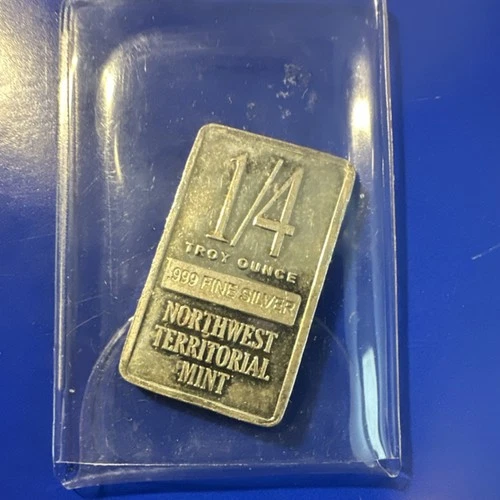 1/4
TROY OUNCE
.999 FINE SILVER
NORTHWEST
TERRITORIAL
MINT